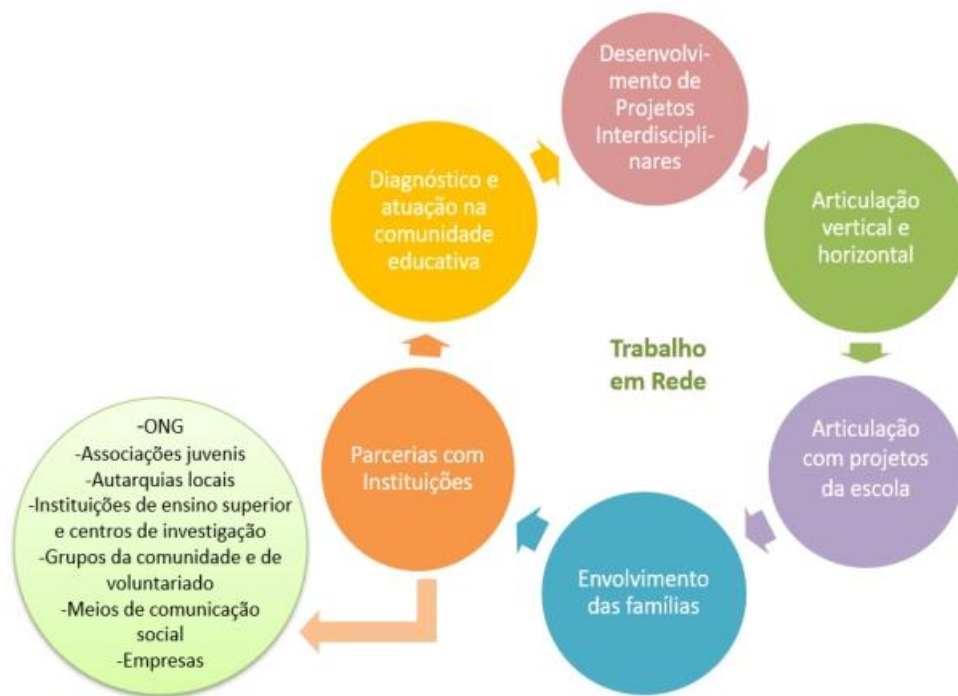 Desenvolvi-
mento de
Projetos
Interdiscipli-
nares
Articulação
vertical e
horizontal
Articulação
com projetos
da escola
Envolvimento
das famílias
Parcerias com
Instituições
Diagnóstico e
atuação na
comunidade
educativa
Trabalho
em Rede
-ONG
-Associações juvenis
-Autarquias locais
-Instituições de ensino superior
e centros de investigação
-Grupos da comunidade e de
voluntariado
-Meios de comunicação
social
-Empresas